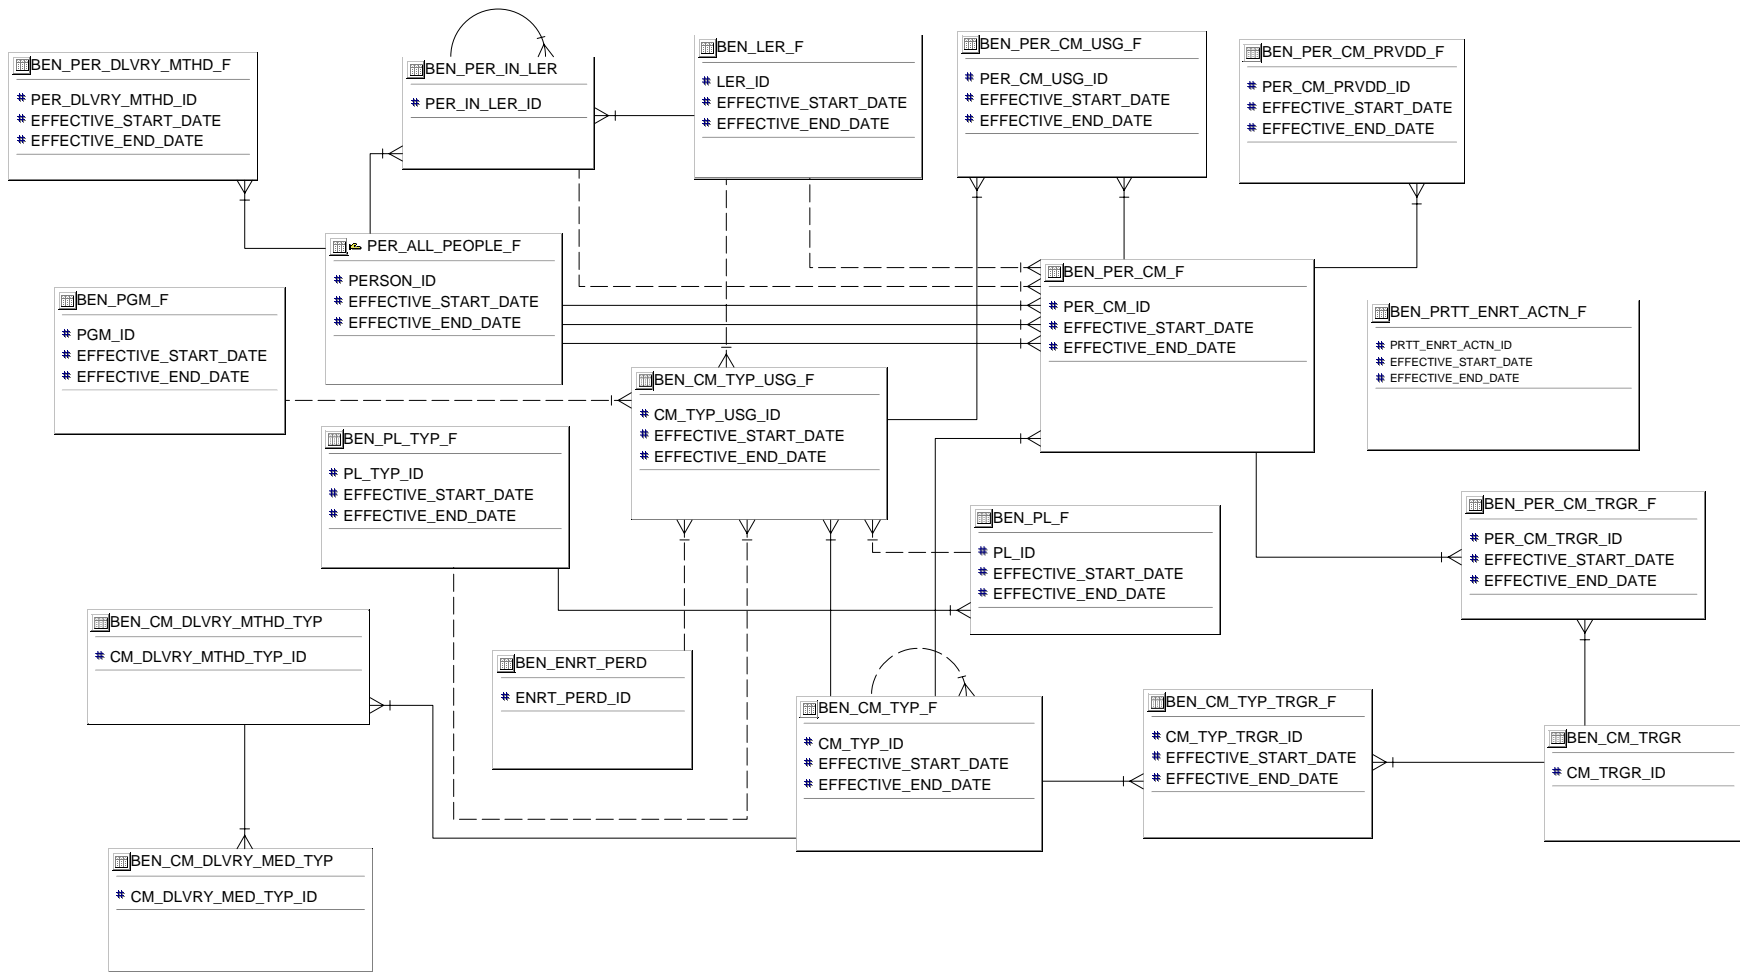 BEN_PER_DLVRY_MTHD_F
# PER_DLVRY_MTHD_ID
# EFFECTIVE_START_DATE
# EFFECTIVE_END_DATE
BEN_PER_IN_LER
# PER_IN_LER_ID
BEN_LER_F
# LER_ID
# EFFECTIVE_START_DATE
# EFFECTIVE_END_DATE
BEN_PER_CM_USG_F
# PER_CM_USG_ID
# EFFECTIVE_START_DATE
# EFFECTIVE_END_DATE
BEN_PER_CM_PRVDD_F
# PER_CM_PRVDD_ID
# EFFECTIVE_START_DATE
# EFFECTIVE_END_DATE
PER_ALL_PEOPLE_F
# PERSON_ID
# EFFECTIVE_START_DATE
# EFFECTIVE_END_DATE
BEN_PER_CM_F
# PER_CM_ID
# EFFECTIVE_START_DATE
# EFFECTIVE_END_DATE
BEN_PGM_F
# PGM_ID
# EFFECTIVE_START_DATE
# EFFECTIVE_END_DATE
BEN_PRTT_ENRT_ACTN_F
# PRTT_ENRT_ACTN_ID
# EFFECTIVE_START_DATE
# EFFECTIVE_END_DATE
BEN_CM_TYP_USG_F
# CM_TYP_USG_ID
# EFFECTIVE_START_DATE
# EFFECTIVE_END_DATE
BEN_PL_TYP_F
# PL_TYP_ID
# EFFECTIVE_START_DATE
# EFFECTIVE_END_DATE
BEN_PL_F
# PL_ID
# EFFECTIVE_START_DATE
# EFFECTIVE_END_DATE
BEN_PER_CM_TRGR_F
# PER_CM_TRGR_ID
# EFFECTIVE_START_DATE
# EFFECTIVE_END_DATE
BEN_CM_DLVRY_MTHD_TYP
# CM_DLVRY_MTHD_TYP_ID
BEN_ENRT_PERD
# ENRT_PERD_ID
BEN_CM_TYP_F
# CM_TYP_ID
# EFFECTIVE_START_DATE
# EFFECTIVE_END_DATE
BEN_CM_TYP_TRGR_F
# CM_TYP_TRGR_ID
# EFFECTIVE_START_DATE
# EFFECTIVE_END_DATE
BEN_CM_TRGR
# CM_TRGR_ID
BEN_CM_DLVRY_MED_TYP
# CM_DLVRY_MED_TYP_ID